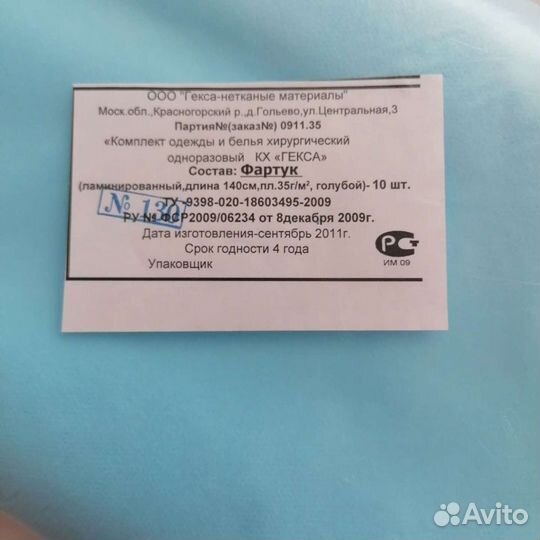 ООО "Гекса-нетканые материалы"
Моск.обл.,Красногорский р.,д.Гольево,ул.Центральная,3
Партия№(заказ№) 0911.35
«Комплект одежды и белья хирургический
одноразовый КХ «ГЕКСА»
Состав: Фартук
(ламинированный,длина 140см,пл.35г/м², голубой)- 10 шт.
ТУ -9398-020-18603495-2009
№ 130
РУ № ФСР2009/06234 от 8декабря 2009г.
Дата изготовления-сентябрь 2011г.
Срок годности 4 года
Упаковщик
РСТ
ИМ 09
Avito